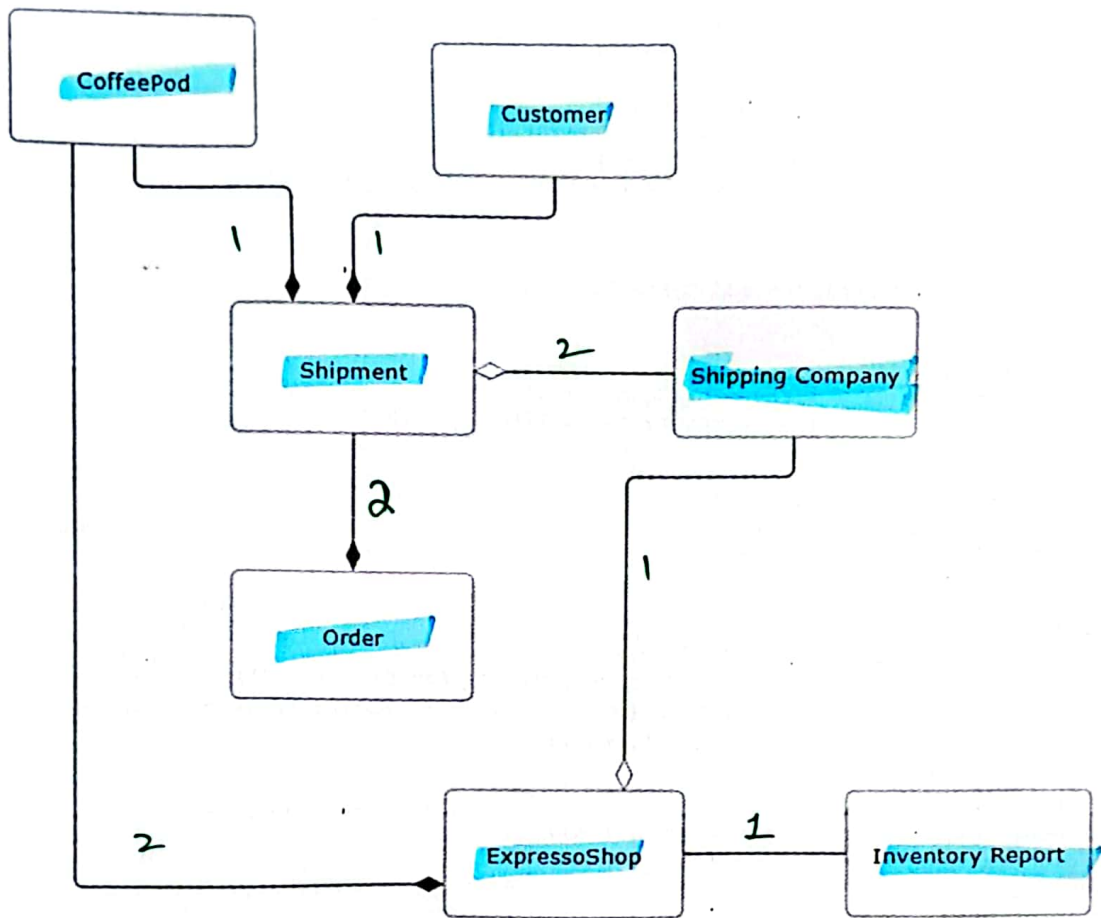 CoffeePod
Customer
1
1
Shipment
2
Shipping Company
2
1
Order
2
ExpressoShop
1
Inventory Report